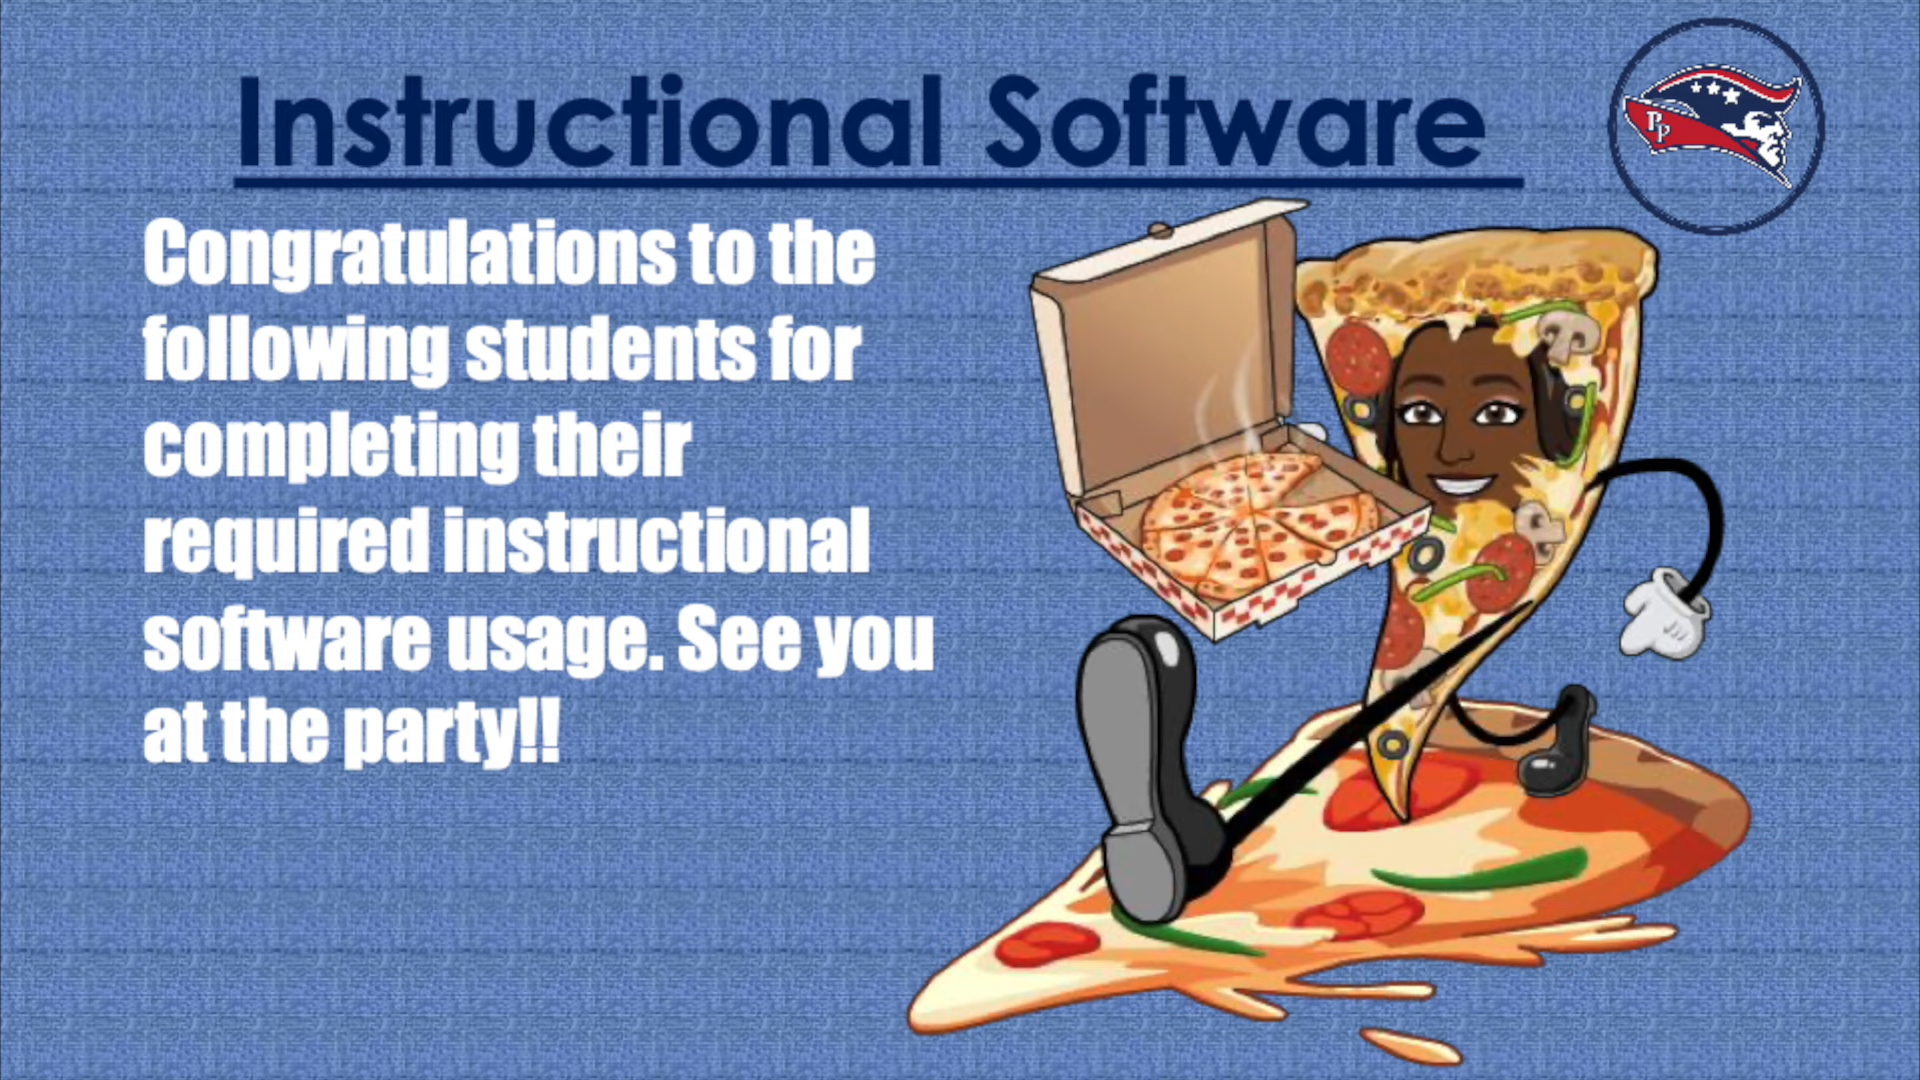 Instructional Software
PP
Congratulations to the
following students for
completing their
required instructional
software usage. See you
at the party!!